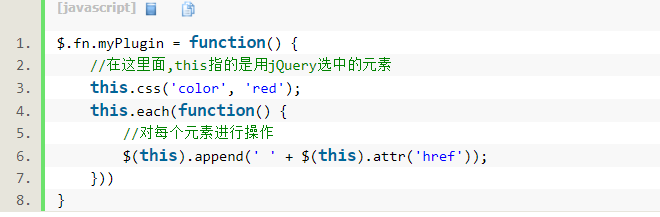 [javascript]
1. $.fn.myPlugin = function() {
2. //在这里面,this指的是用jQuery选中的元素
3. this.css('color', 'red');
4. this.each(function() {
5. //对每个元素进行操作
6. $(this).append(' ' + $(this).attr('href'));
7. }))
8. }